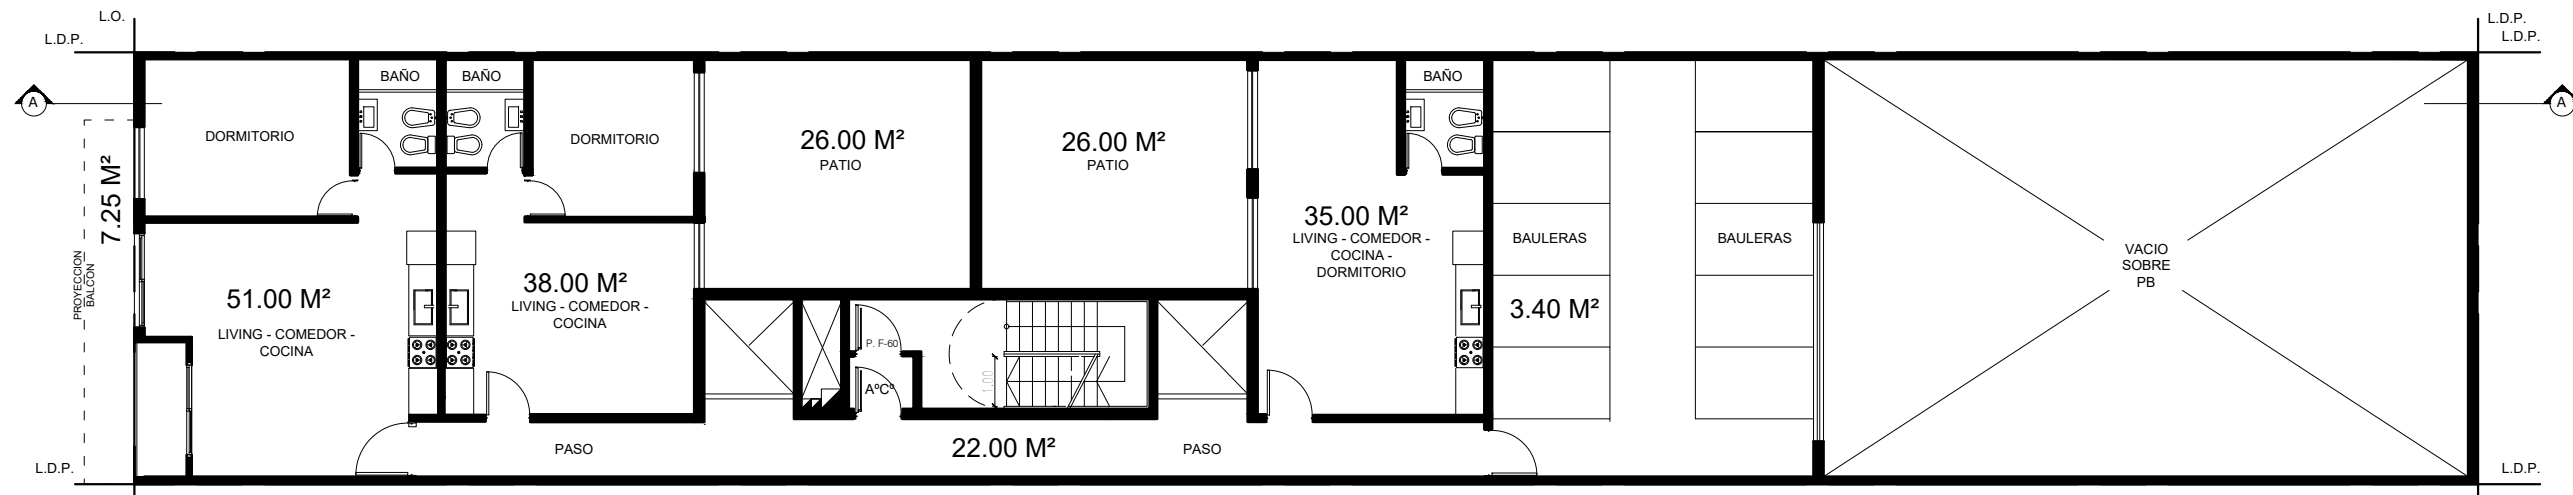 L.O.
L.D.P.
L.D.P.
L.D.P.
A
A
BAÑO
BAÑO
BAÑO
DORMITORIO
DORMITORIO
26.00 M²
PATIO
26.00 M²
PATIO
7.25 M²
PROYECCION
BALCON
35.00 M²
LIVING - COMEDOR -
COCINA -
DORMITORIO
BAULERAS
BAULERAS
VACIO
SOBRE
PB
51.00 M²
LIVING - COMEDOR -
COCINA
38.00 M²
LIVING - COMEDOR -
COCINA
3.40 M²
P. F-60
1.00
AºCº
PASO
22.00 M²
PASO
L.D.P.
L.D.P.